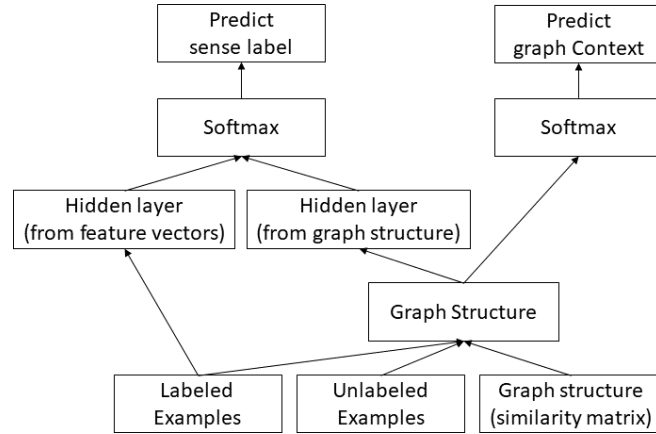 Predict
sense label
Predict
graph Context
Softmax
Softmax
Hidden layer
(from feature vectors)
Hidden layer
(from graph structure)
Graph Structure
Labeled
Examples
Unlabeled
Examples
Graph structure
(similarity matrix)